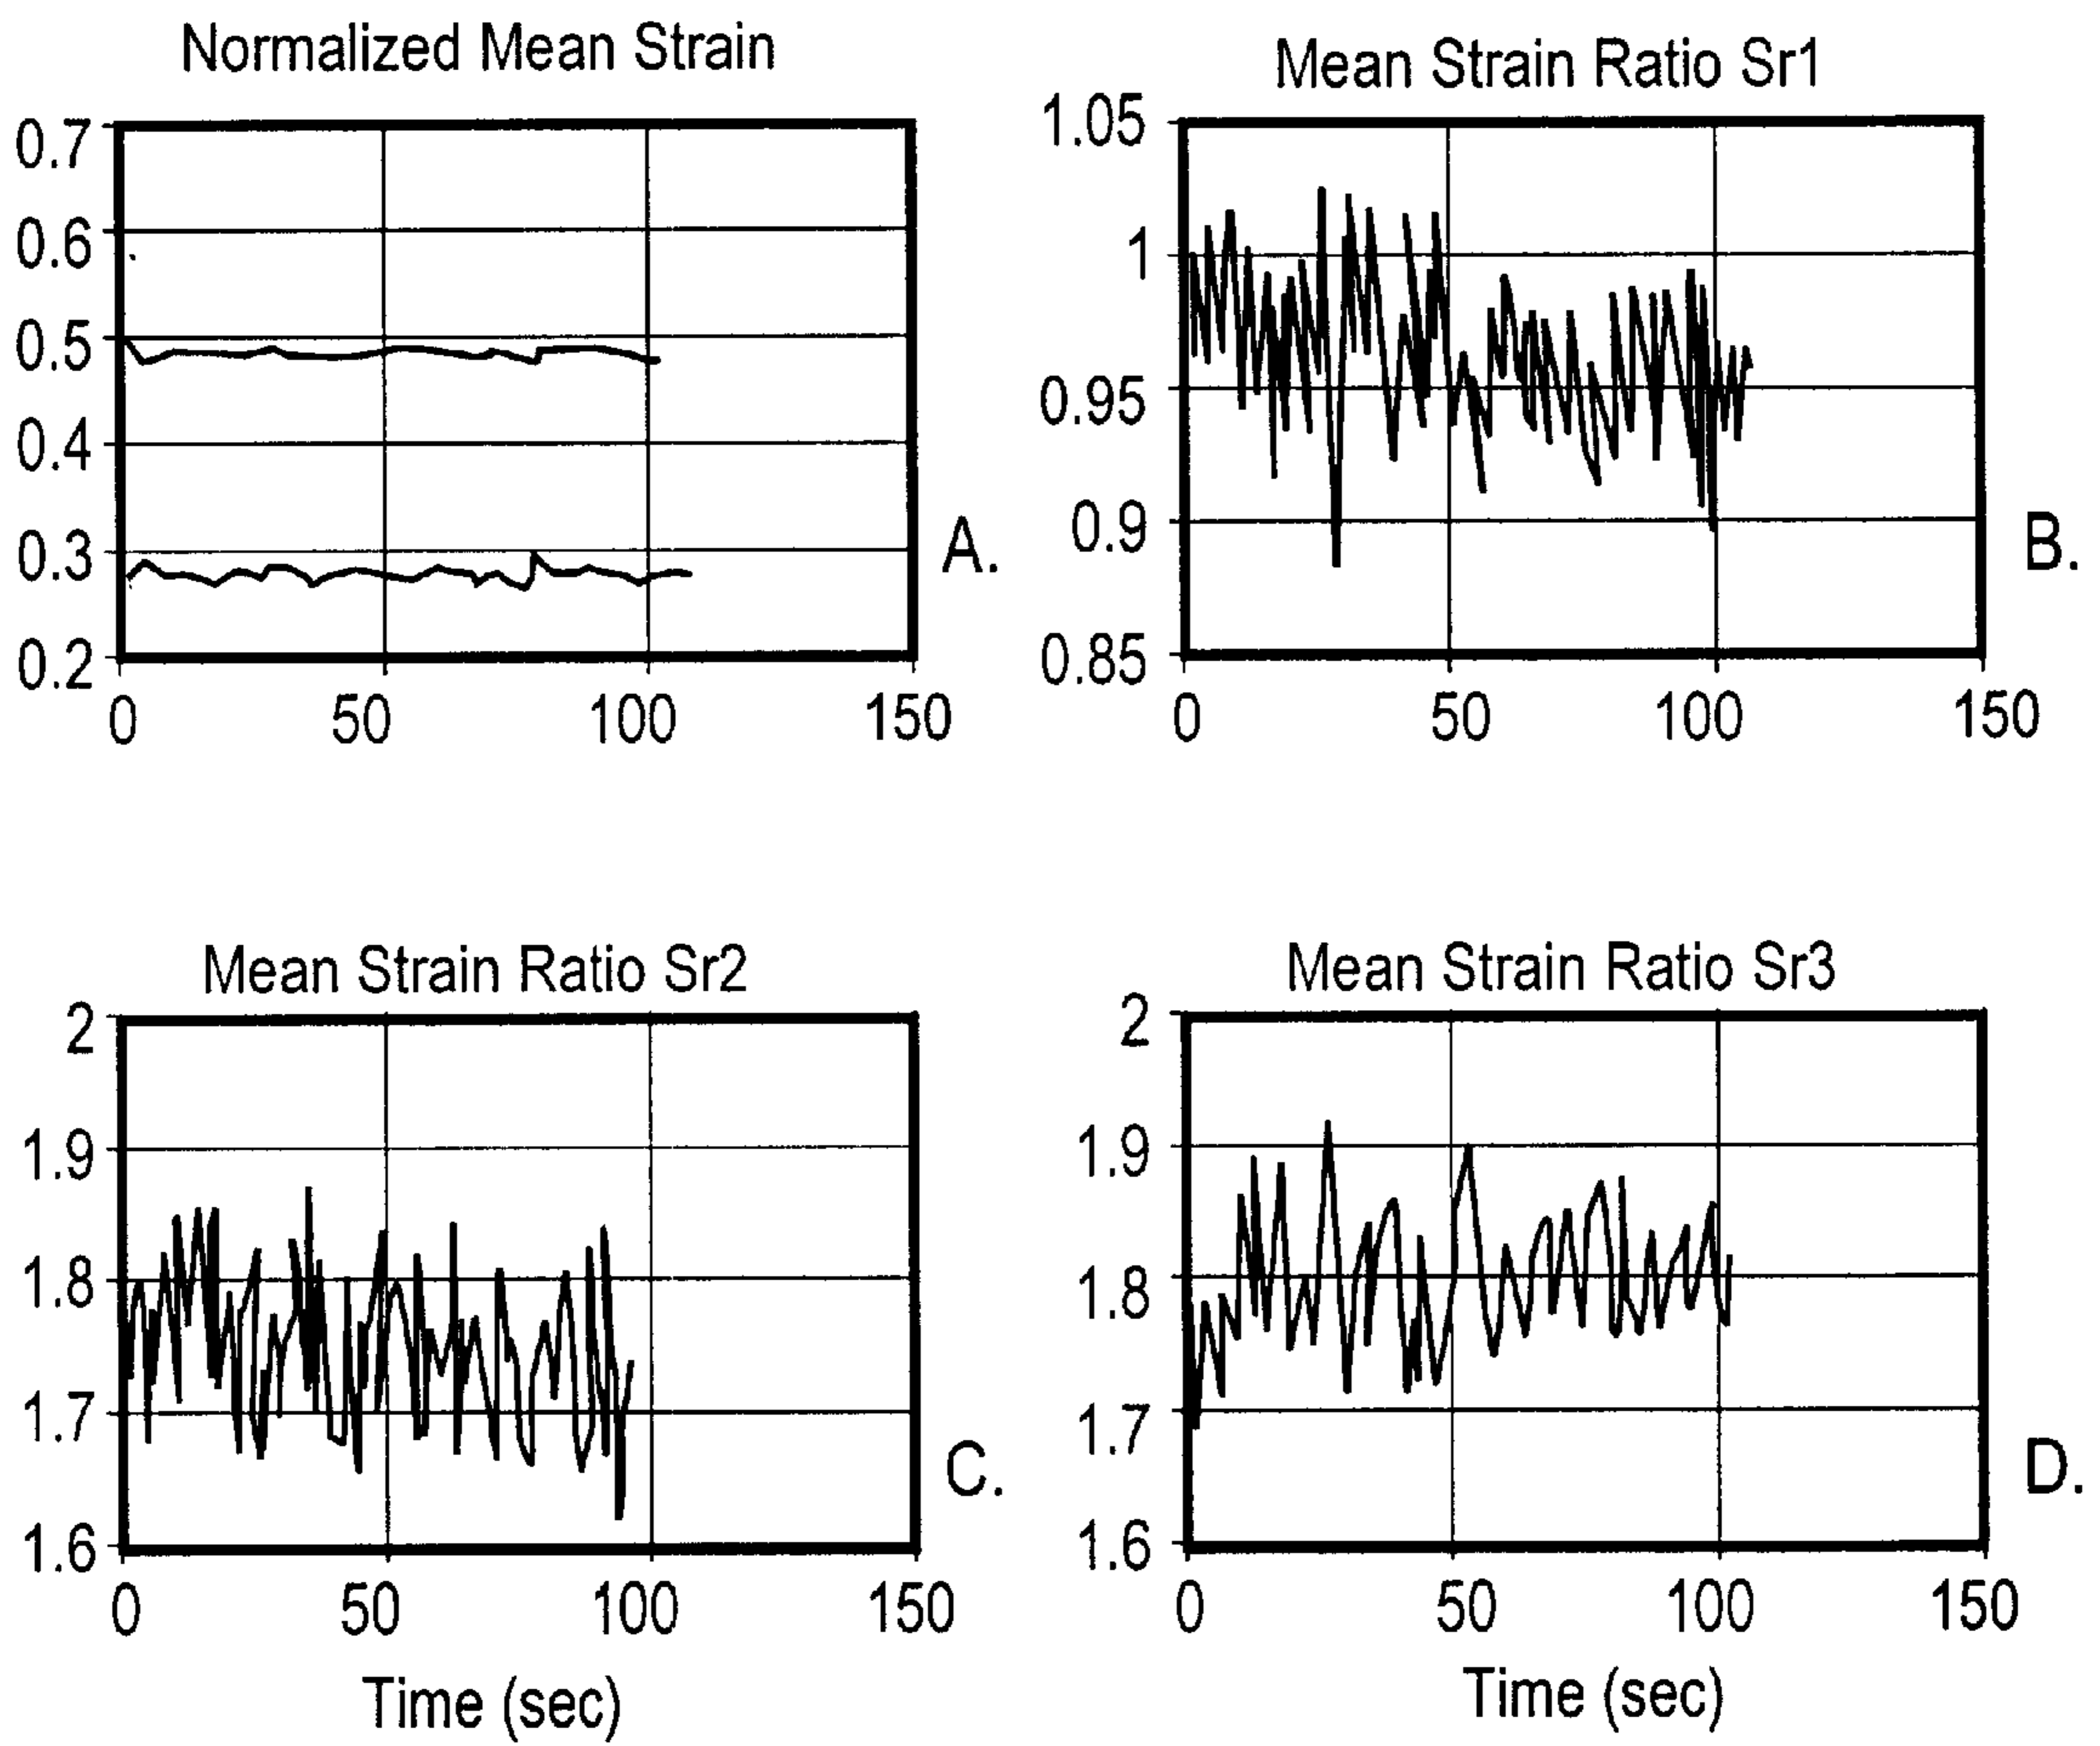 Normalized Mean Strain
0.7
0.6
0.5
0.4
0.3
0.2
0 50 100 150
A.
Mean Strain Ratio Sr1
1.05
1
0.95
0.9
0.85
0 50 100 150
B.
Mean Strain Ratio Sr2
2
1.9
1.8
1.7
1.6
0 50 100 150
Time (sec)
C.
Mean Strain Ratio Sr3
2
1.9
1.8
1.7
1.6
0 50 100 150
Time (sec)
D.